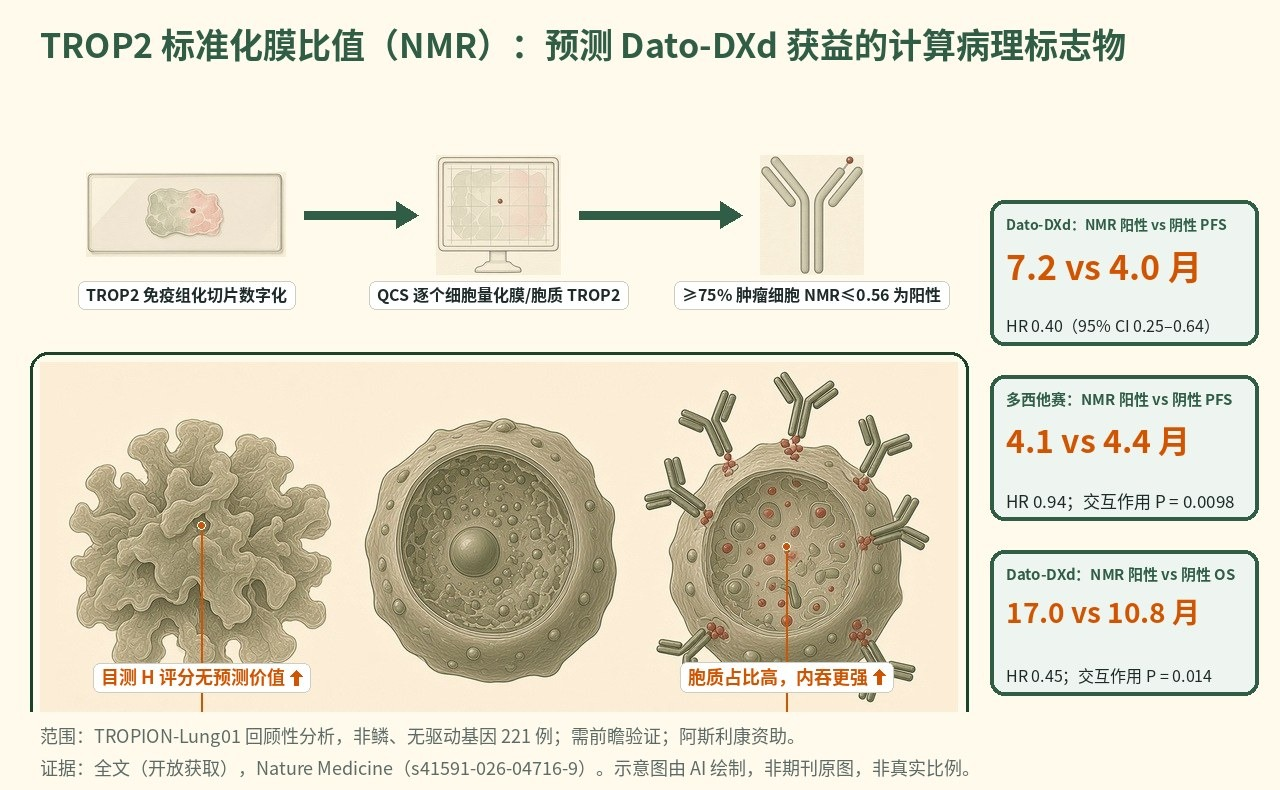 TROP2 标准化膜比值（NMR）：预测 Dato-DXd 获益的计算病理标志物
TROP2 免疫组化切片数字化
QCS 逐个细胞量化膜/胞质 TROP2
≥75% 肿瘤细胞 NMR≤0.56 为阳性
Dato-DXd：NMR 阳性 vs 阴性 PFS
7.2 vs 4.0 月
HR 0.40（95% CI 0.25–0.64）
多西他赛：NMR 阳性 vs 阴性 PFS
4.1 vs 4.4 月
HR 0.94；交互作用 P = 0.0098
Dato-DXd：NMR 阳性 vs 阴性 OS
17.0 vs 10.8 月
HR 0.45；交互作用 P = 0.014
目测 H 评分无预测价值 ⬆
胞质占比高，内吞更强 ⬆
范围：TROPION-Lung01 回顾性分析，非鳞、无驱动基因 221 例；需前瞻验证；阿斯利康资助。
证据：全文（开放获取），Nature Medicine（s41591-026-04716-9）。示意图由 AI 绘制，非期刊原图，非真实比例。